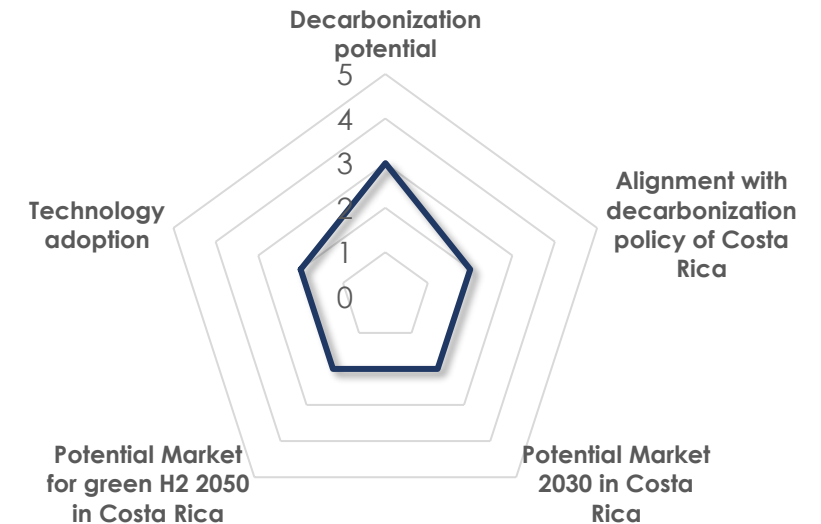 Decarbonization
potential
5
4
3
2
1
0
Alignment with
decarbonization
policy of Costa
Rica
Technology
adoption
Potential Market
for green H2 2050
in Costa Rica
Potential Market
2030 in Costa
Rica